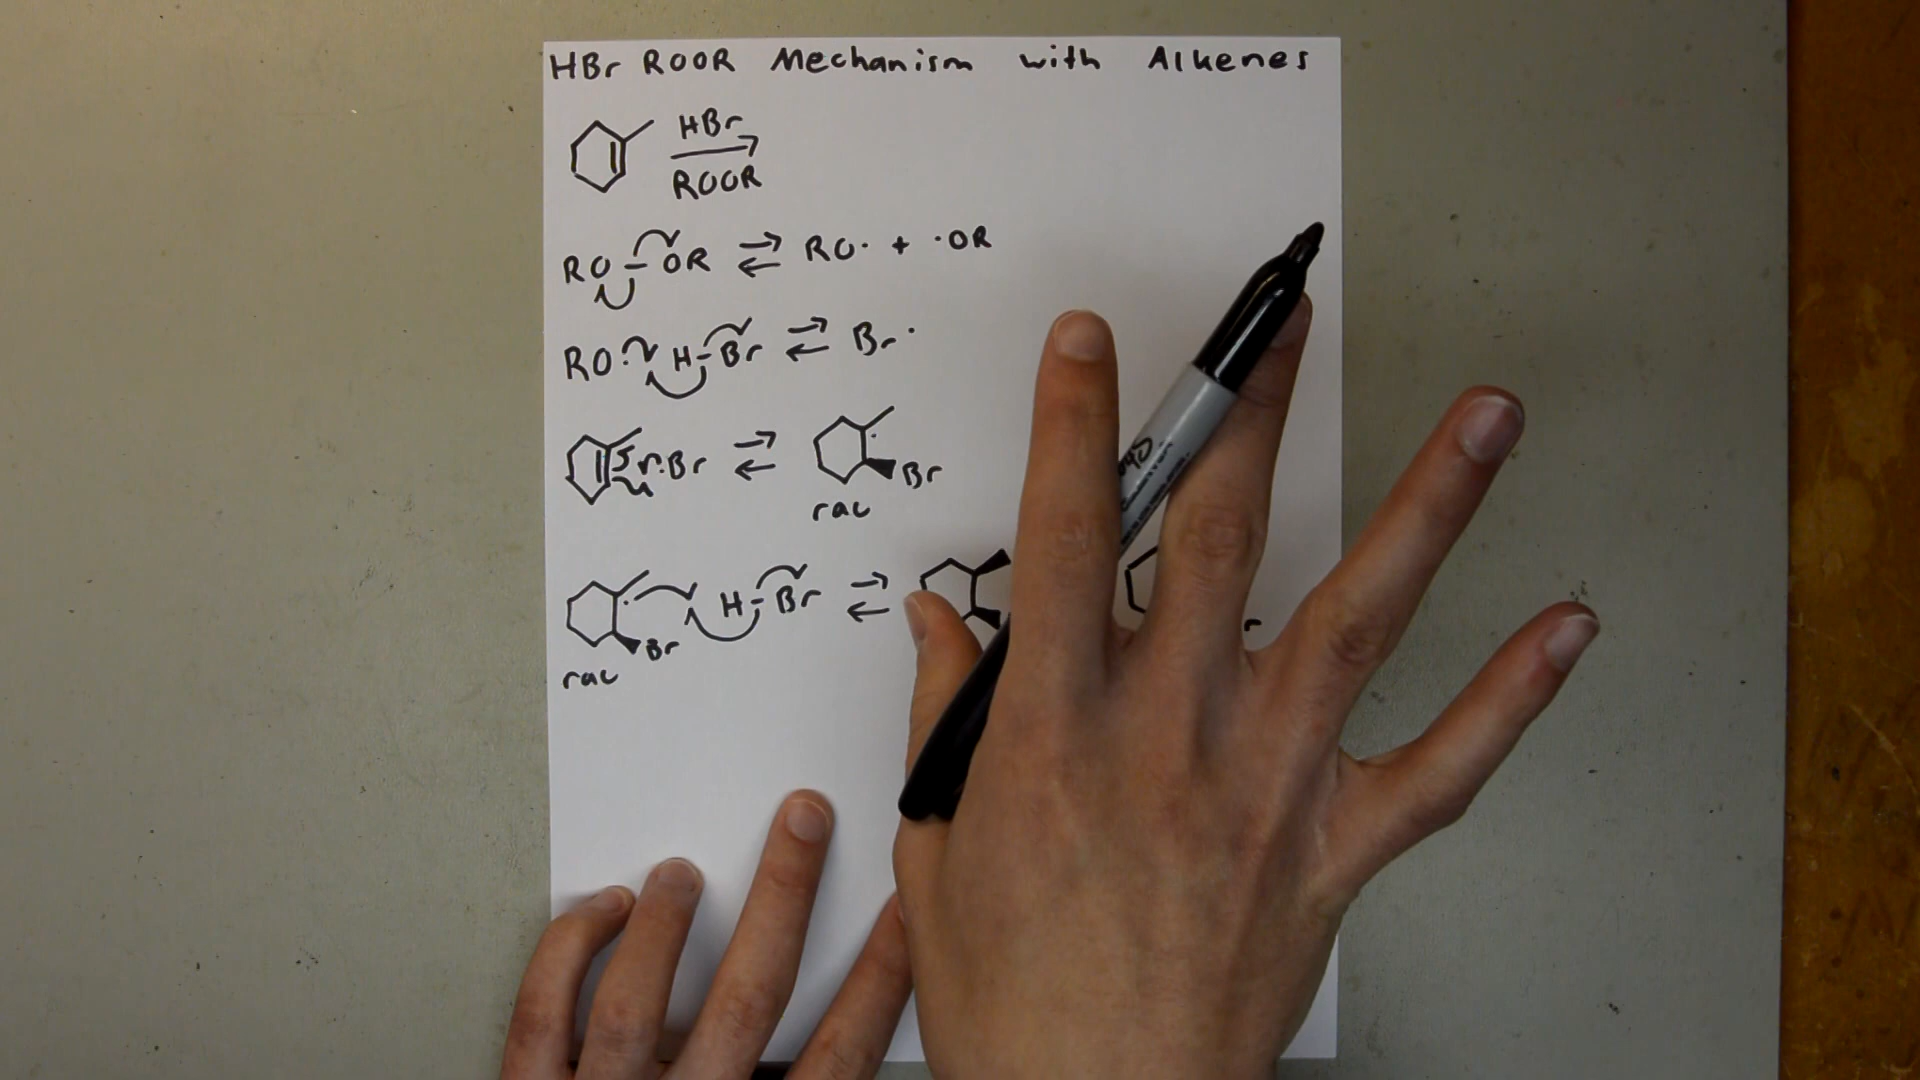 HBr ROOR Mechanism with Alkenes
HBr
ROOR
RO - OR ⇌ RO· + ·OR
RO· H-Br ⇌ Br·
·Br ⇌ Br
rac
H-Br ⇌
Br r
rac